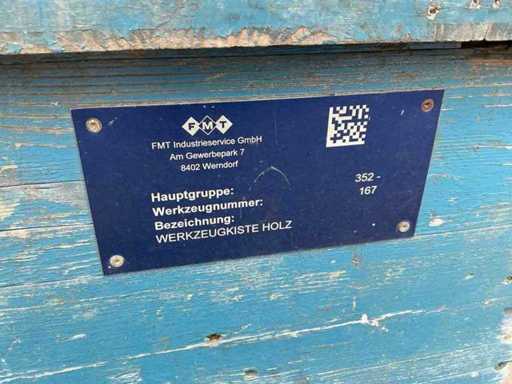 FMT
FMT Industrieservice GmbH
Am Gewerbepark 7
8402 Werndorf
Hauptgruppe: 352 -
Werkzeugnummer: 167
Bezeichnung:
WERKZEUGKISTE HOLZ